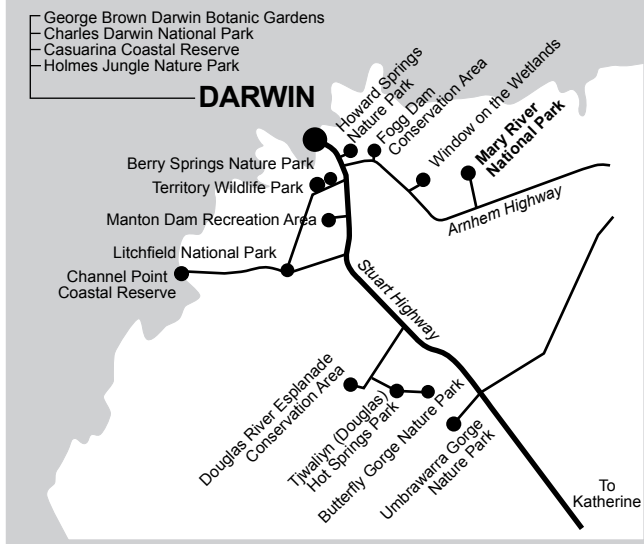 George Brown Darwin Botanic Gardens
Charles Darwin National Park
Casuarina Coastal Reserve
Holmes Jungle Nature Park
DARWIN
Howard Springs
Nature Park
Fogg Dam
Conservation Area
Window on the Wetlands
Mary River
National Park
Berry Springs Nature Park
Territory Wildlife Park
Arnhem Highway
Manton Dam Recreation Area
Litchfield National Park
Channel Point
Coastal Reserve
Stuart Highway
Douglas River Esplanade
Conservation Area
Tjwaliyn (Douglas)
Hot Springs Park
Butterfly Gorge Nature Park
Umbrawarra Gorge
Nature Park
To
Katherine